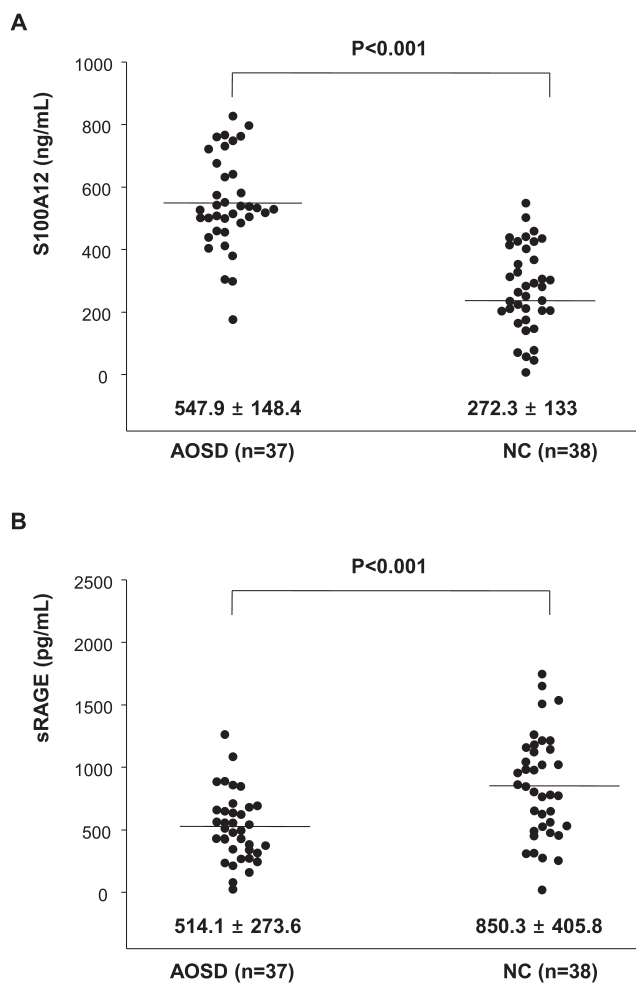 A
P<0.001
S100A12 (ng/mL)
1000
800
600
400
200
0
547.9 ± 148.4
272.3 ± 133
AOSD (n=37)
NC (n=38)
B
P<0.001
sRAGE (pg/mL)
2500
2000
1500
1000
500
0
514.1 ± 273.6
850.3 ± 405.8
AOSD (n=37)
NC (n=38)